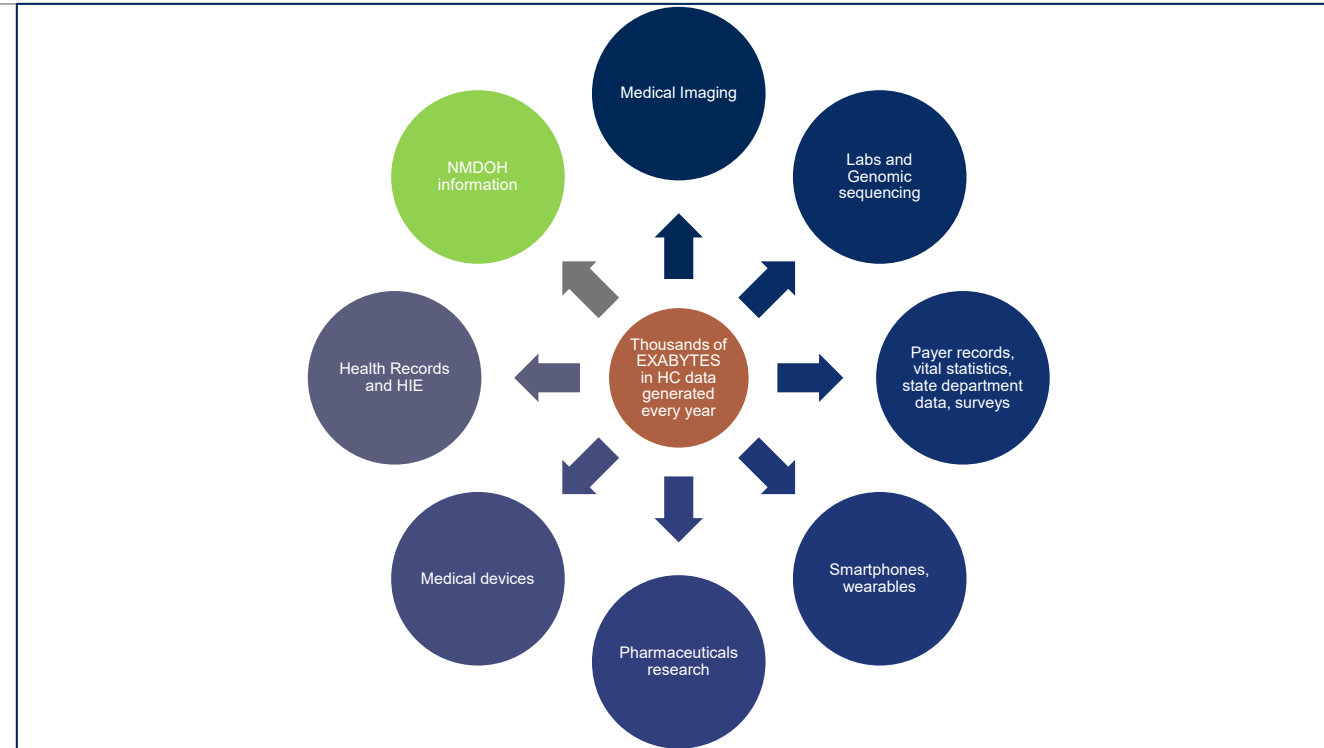 Medical Imaging
Labs and
Genomic
sequencing
Payer records,
vital statistics,
state department
data, surveys
Smartphones,
wearables
Pharmaceuticals
research
Medical devices
Health Records
and HIE
NMDOH
information
Thousands of
EXABYTES
in HC data
generated
every year